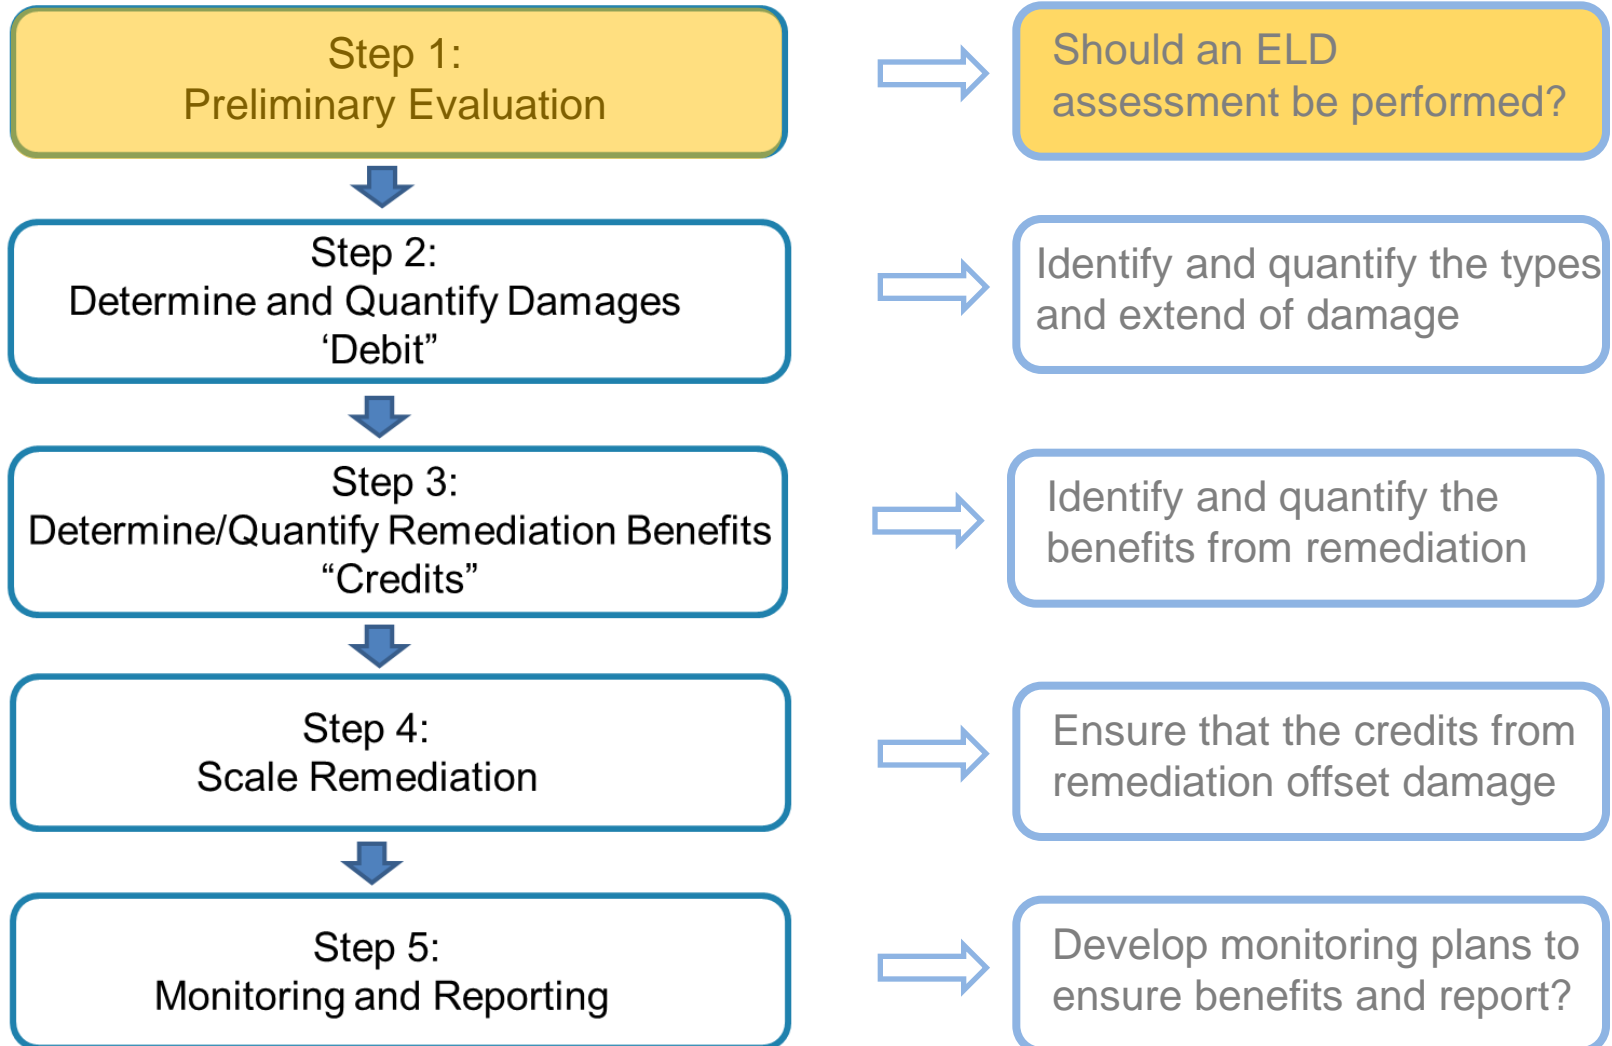 Step 1:
Preliminary Evaluation
Should an ELD
assessment be performed?
Step 2:
Determine and Quantify Damages
‘Debit”
Identify and quantify the types
and extend of damage
Step 3:
Determine/Quantify Remediation Benefits
“Credits”
Identify and quantify the
benefits from remediation
Step 4:
Scale Remediation
Ensure that the credits from
remediation offset damage
Step 5:
Monitoring and Reporting
Develop monitoring plans to
ensure benefits and report?